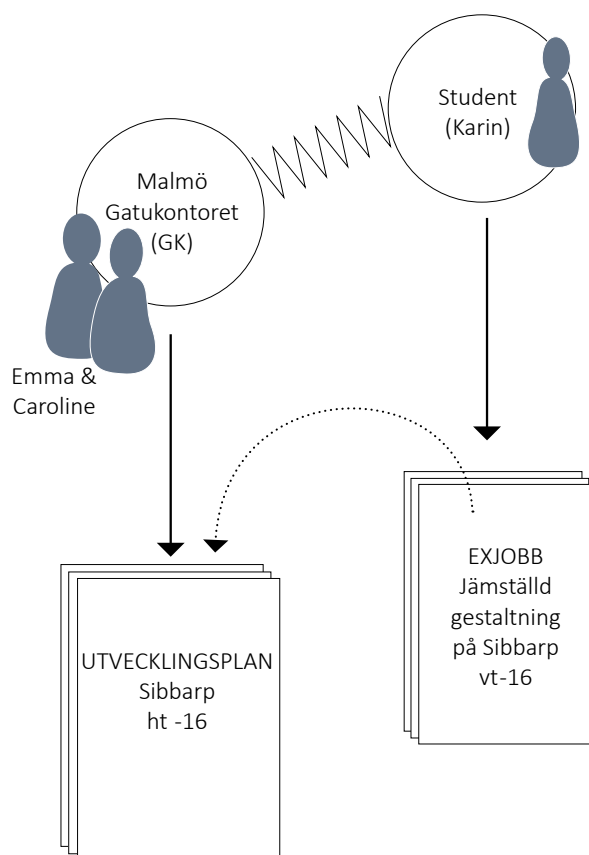 Student
(Karin)
Malmö
Gatukontoret
(GK)
Emma &
Caroline
EXJOBB
Jämställd
gestaltning
på Sibbarp
vt-16
UTVECKLINGSPLAN
Sibbarp
ht -16